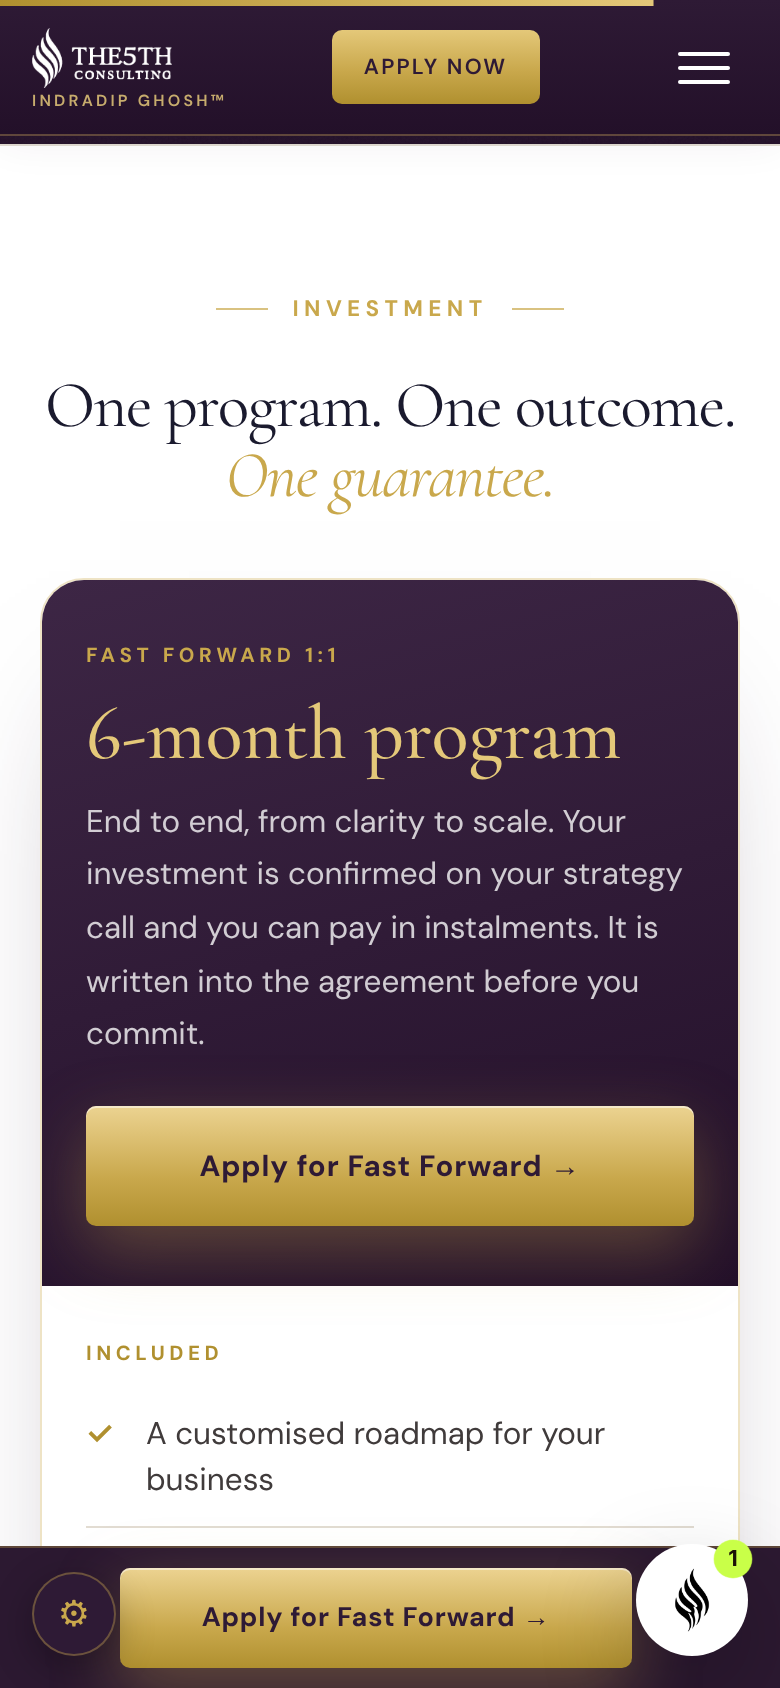 THE5TH
CONSULTING
INDRADIP GHOSH™
APPLY NOW
INVESTMENT
One program. One outcome.
One guarantee.
FAST FORWARD 1:1
6-month program
End to end, from clarity to scale. Your
investment is confirmed on your strategy
call and you can pay in instalments. It is
written into the agreement before you
commit.
Apply for Fast Forward →
INCLUDED
A customised roadmap for your
business
Apply for Fast Forward →
1